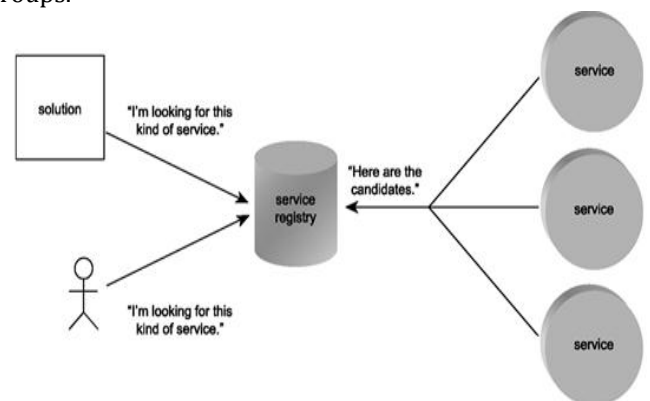 roups.
solution
"I'm looking for this
kind of service."
service
registry
"Here are the
candidates."
service
service
service
"I'm looking for this
kind of service."